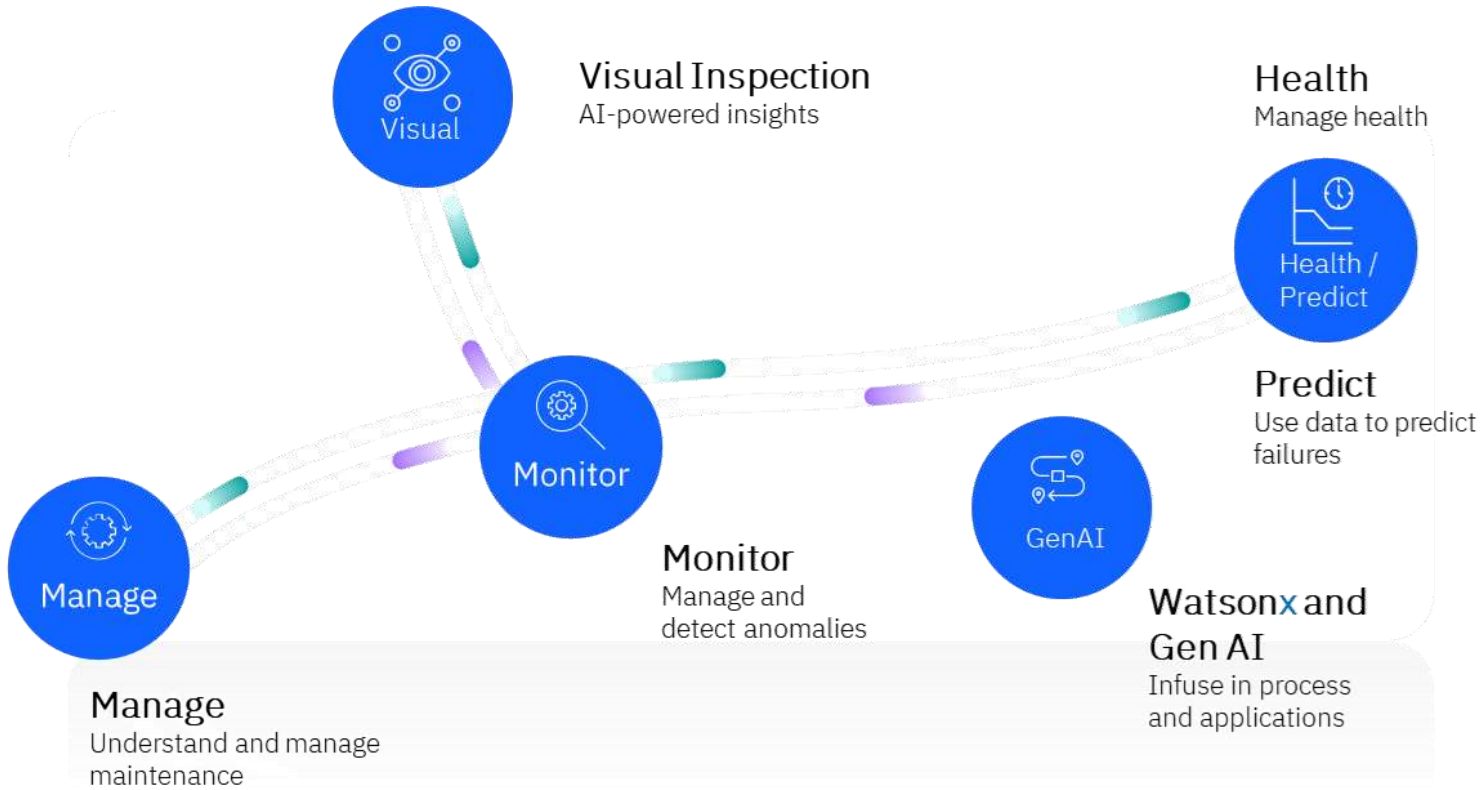 Visual
Visual Inspection
AI-powered insights
Health
Manage health
Health /
Predict
Predict
Use data to predict
failures
Monitor
Monitor
Manage and
detect anomalies
GenAI
Watsonx and
Gen AI
Infuse in process
and applications
Manage
Manage
Understand and manage
maintenance